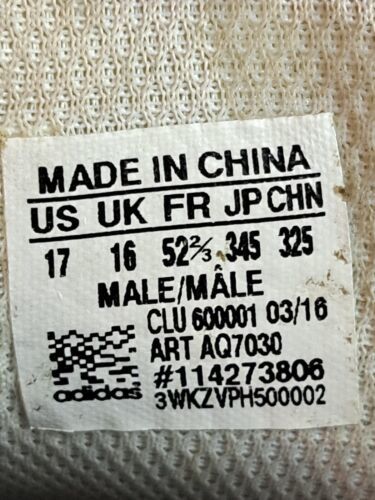 MADE IN CHINA
US UK FR JP CHN
17 16 52⅔ 345 325
MALE/MÂLE
CLU 600001 03/16
ART AQ7030
#114273806
adidas 3WKZVPH500002